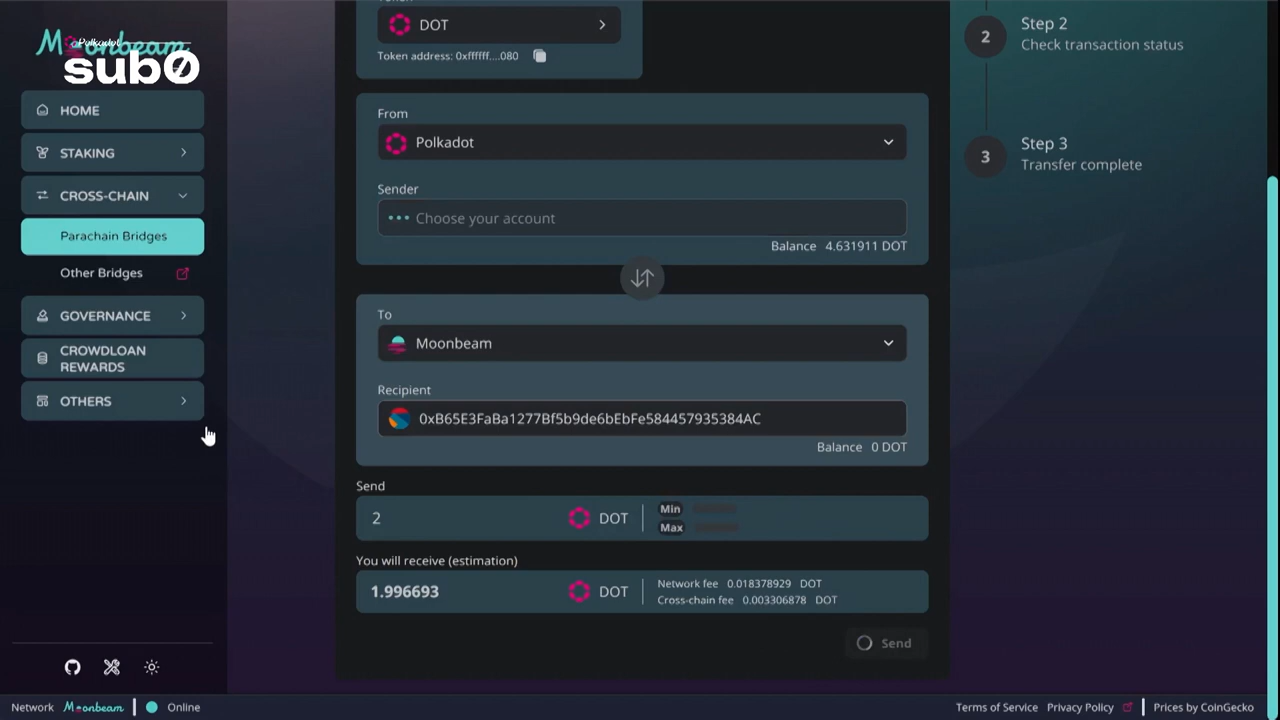 Moonbeam
Polkadot
sub0
HOME
STAKING
CROSS-CHAIN
Parachain Bridges
Other Bridges
GOVERNANCE
CROWDLOAN
REWARDS
OTHERS
DOT
Token address: 0xffffff....080
From
Polkadot
Sender
Choose your account
Balance 4.631911 DOT
To
Moonbeam
Recipient
0xB65E3FaBa1277Bf5b9de6bEbFe584457935384AC
Balance 0 DOT
Send
2 DOT
Min
Max
You will receive (estimation)
1.996693 DOT
Network fee 0.018378929 DOT
Cross-chain fee 0.003306878 DOT
Send
2
Step 2
Check transaction status
3
Step 3
Transfer complete
Network Moonbeam Online
Terms of Service Privacy Policy Prices by CoinGecko